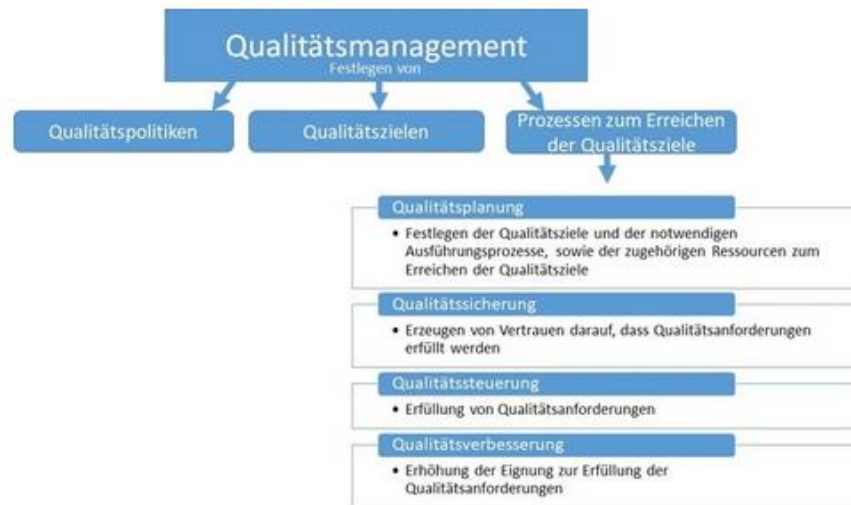 Qualitätsmanagement
Festlegen von
Qualitätspolitiken
Qualitätszielen
Prozessen zum Erreichen
der Qualitätsziele
Qualitätsplanung
• Festlegen der Qualitätsziele und der notwendigen
Ausführungsprozesse, sowie der zugehörigen Ressourcen zum
Erreichen der Qualitätsziele
Qualitätssicherung
• Erzeugen von Vertrauen darauf, dass Qualitätsanforderungen
erfüllt werden
Qualitätssteuerung
• Erfüllung von Qualitätsanforderungen
Qualitätsverbesserung
• Erhöhung der Eignung zur Erfüllung der
Qualitätsanforderungen